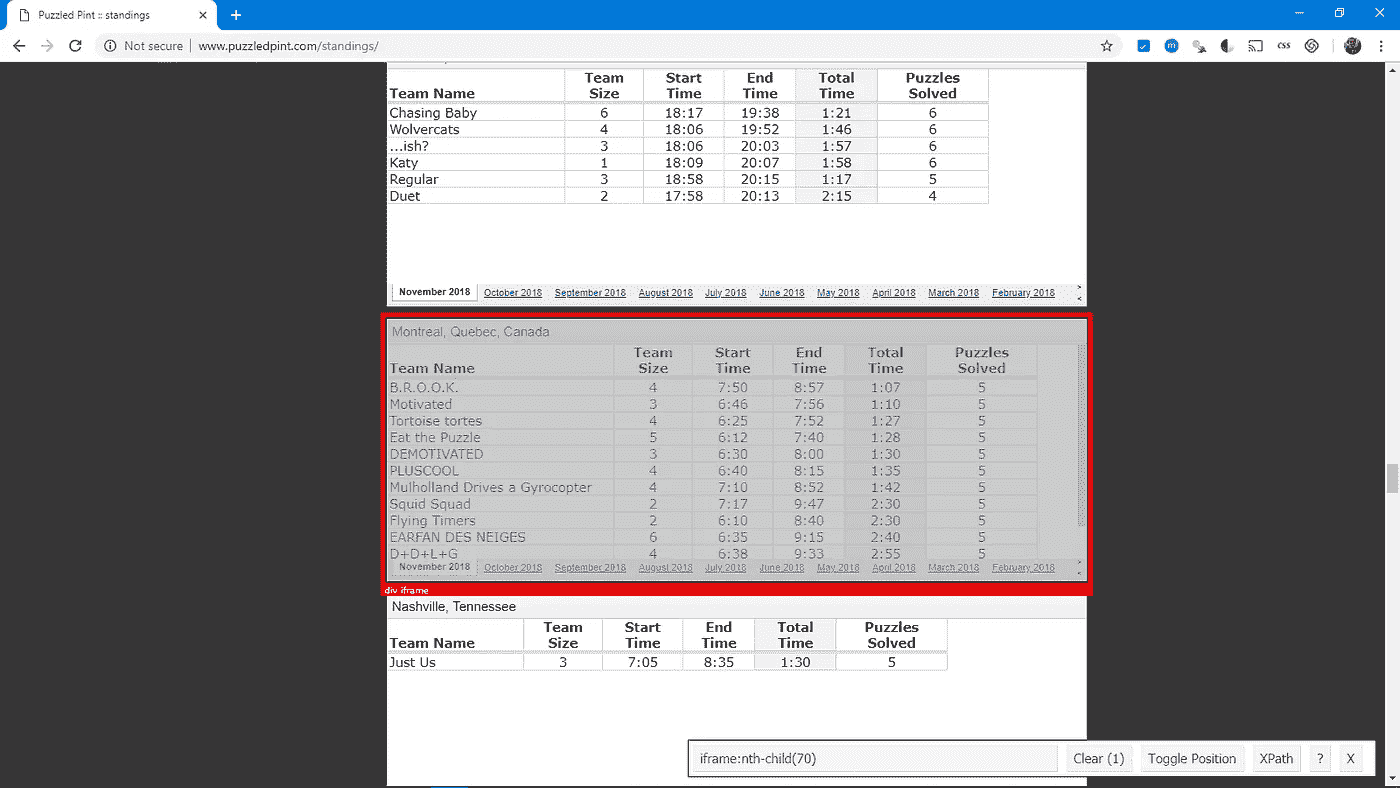 Puzzled Pint :: standings
Not secure www.puzzledpint.com/standings/
css
Team Name Team Size Start Time End Time Total Time Puzzles Solved
Chasing Baby 6 18:17 19:38 1:21 6
Wolvercats 4 18:06 19:52 1:46 6
...ish? 3 18:06 20:03 1:57 6
Katy 1 18:09 20:07 1:58 6
Regular 3 18:58 20:15 1:17 5
Duet 2 17:58 20:13 2:15 4
November 2018 October 2018 September 2018 August 2018 July 2018 June 2018 May 2018 April 2018 March 2018 February 2018
Montreal, Quebec, Canada
Team Name Team Size Start Time End Time Total Time Puzzles Solved
B.R.O.O.K. 4 7:50 8:57 1:07 5
Motivated 3 6:46 7:56 1:10 5
Tortoise tortes 4 6:25 7:52 1:27 5
Eat the Puzzle 5 6:12 7:40 1:28 5
DEMOTIVATED 3 6:30 8:00 1:30 5
PLUSCOOL 4 6:40 8:15 1:35 5
Mulholland Drives a Gyrocopter 4 7:10 8:52 1:42 5
Squid Squad 2 7:17 9:47 2:30 5
Flying Timers 2 6:10 8:40 2:30 5
EARFAN DES NEIGES 6 6:35 9:15 2:40 5
D+D+L+G 4 6:38 9:33 2:55 5
November 2018 October 2018 September 2018 August 2018 July 2018 June 2018 May 2018 April 2018 March 2018 February 2018
div iframe
Nashville, Tennessee
Team Name Team Size Start Time End Time Total Time Puzzles Solved
Just Us 3 7:05 8:35 1:30 5
iframe:nth-child(70) Clear (1) Toggle Position XPath ? X